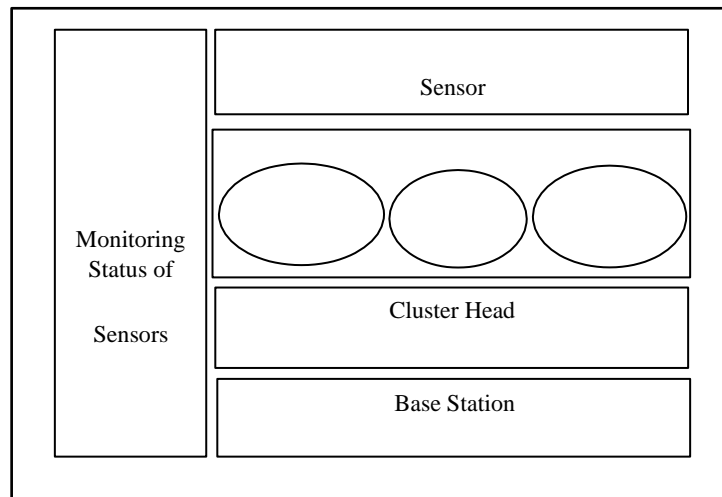 Sensor
Monitoring
Status of
Sensors
Cluster Head
Base Station